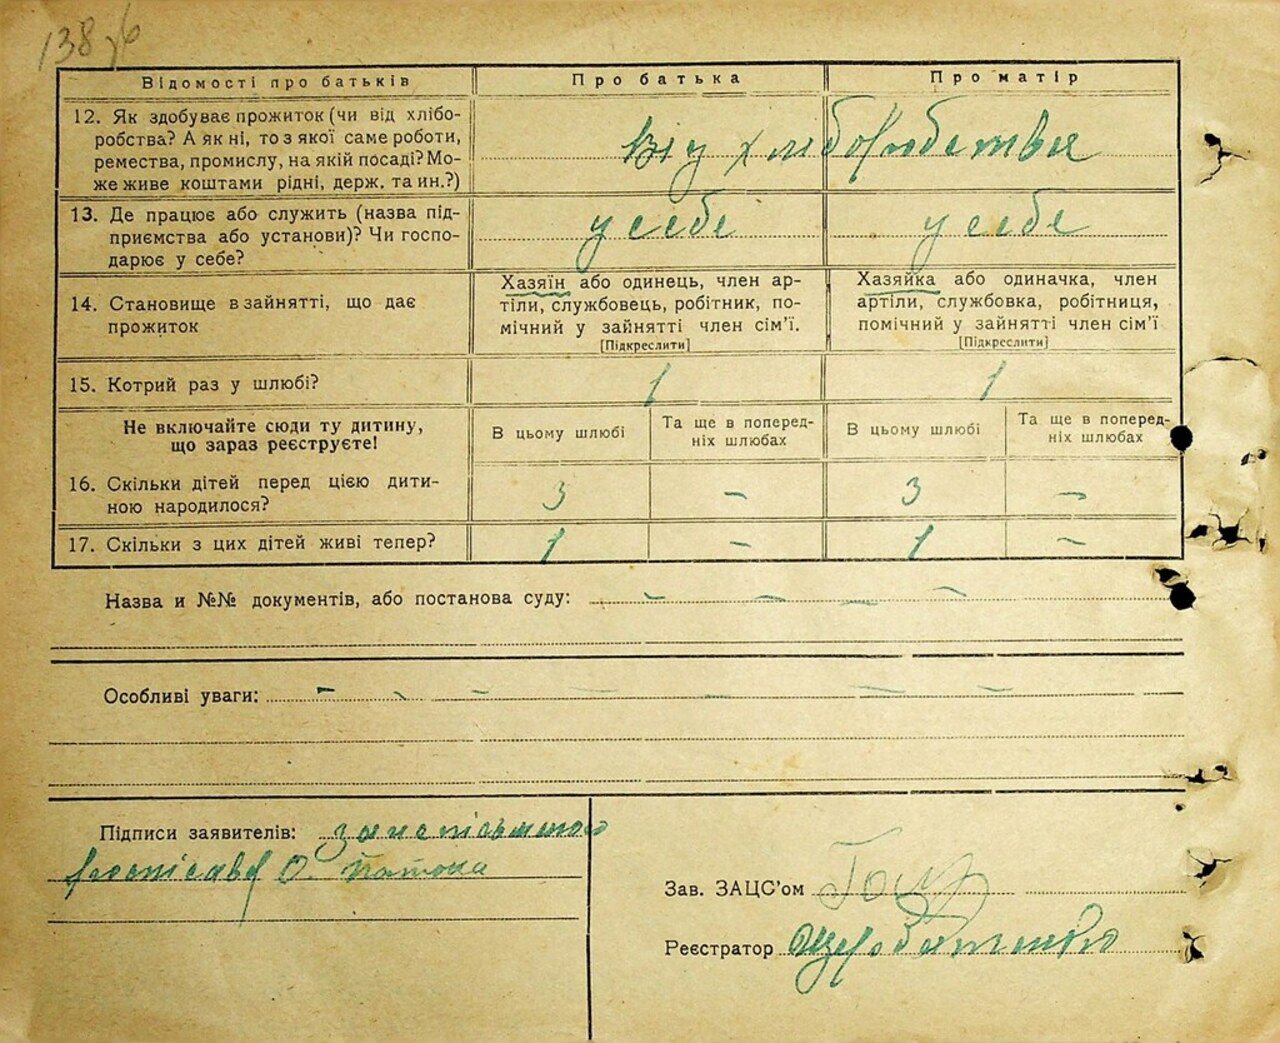 138
Відомості про батьків
Про батька
Про матір
12. Як здобуває прожиток (чи від хлібо-
робства? А як ні, то з якої саме роботи,
ремества, промислу, на якій посаді? Мо-
же живе коштами рідні, держ. та ин.?)
від хліборобства
13. Де працює або служить (назва під-
приємства або установи)? Чи госпо-
дарює у себе?
у себе
у себе
14. Становище в зайнятті, що дає
прожиток
Хазяїн або одинець, член ар-
тіли, службовець, робітник, по-
мічний у зайнятті член сім'ї.
[Підкреслити]
Хазяйка або одиначка, член
артіли, службовка, робітниця,
помічний у зайнятті член сім'ї
[Підкреслити]
15. Котрий раз у шлюбі?
1
1
Не включайте сюди ту дитину,
що зараз реєструєте!
В цьому шлюбі
Та ще в поперед-
ніх шлюбах
В цьому шлюбі
Та ще в поперед-
ніх шлюбах
16. Скільки дітей перед цією дити-
ною народилося?
3 – 3 –
17. Скільки з цих дітей живі тепер?
1 – 1 –
Назва и №№ документів, або постанова суду: – – – –
Особливі уваги: – – – – – – –
Підписи заявителів:
О.
Зав. ЗАЦС'ом
Реєстратор